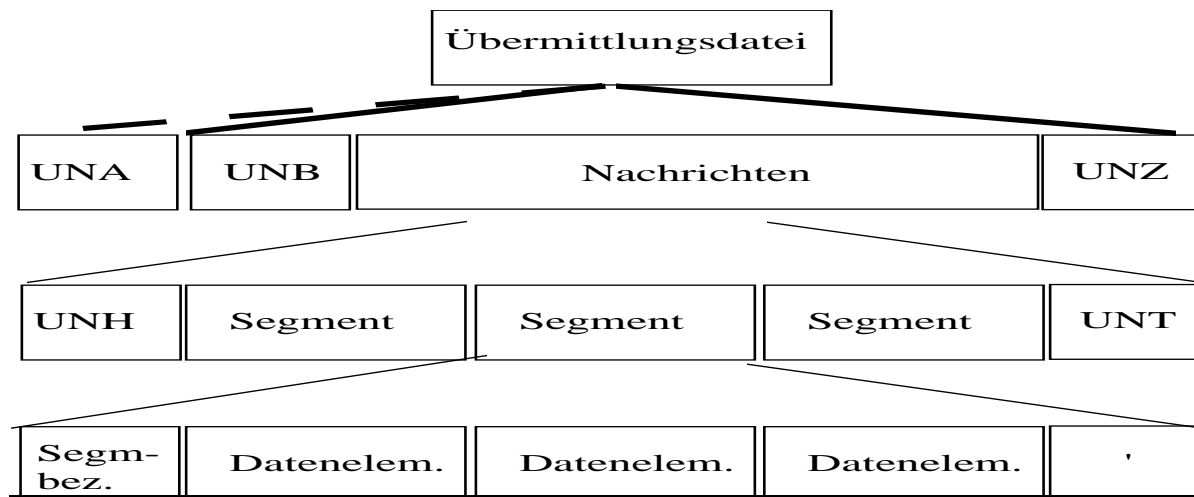 Übermittlungsdatei
UNA UNB Nachrichten UNZ
UNH Segment Segment Segment UNT
Segm-
bez. Datenelem. Datenelem. Datenelem. '